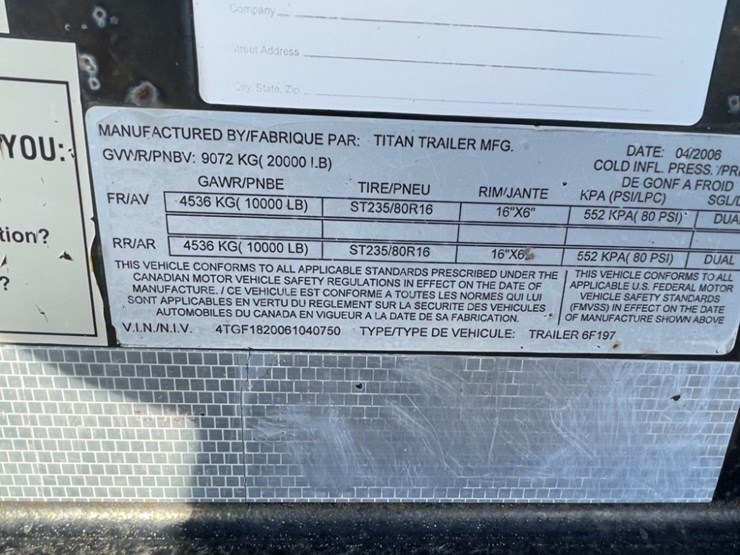 Company
Street Address
City, State, Zip
YOU:
tion?
?
MANUFACTURED BY/FABRIQUE PAR: TITAN TRAILER MFG. DATE: 04/2006
GVWR/PNBV: 9072 KG( 20000 LB) COLD INFL. PRESS. /PR
DE GONF A FROID
GAWR/PNBE TIRE/PNEU RIM/JANTE KPA (PSI/LPC) SGL/
FR/AV 4536 KG( 10000 LB) ST235/80R16 16"X6" 552 KPA( 80 PSI) DUA
RR/AR 4536 KG( 10000 LB) ST235/80R16 16"X6" 552 KPA( 80 PSI) DUAL
THIS VEHICLE CONFORMS TO ALL APPLICABLE STANDARDS PRESCRIBED UNDER THE
CANADIAN MOTOR VEHICLE SAFETY REGULATIONS IN EFFECT ON THE DATE OF
MANUFACTURE. / CE VEHICULE EST CONFORME A TOUTES LES NORMES QUI LUI
SONT APPLICABLES EN VERTU DU REGLEMENT SUR LA SECURITE DES VEHICULES
AUTOMOBILES DU CANADA EN VIGUEUR A LA DATE DE SA FABRICATION.
THIS VEHICLE CONFORMS TO ALL
APPLICABLE U.S. FEDERAL MOTOR
VEHICLE SAFETY STANDARDS
(FMVSS) IN EFFECT ON THE DATE
OF MANUFACTURE SHOWN ABOVE
V.I.N./N.I.V. 4TGF1820061040750 TYPE/TYPE DE VEHICULE: TRAILER 6F197